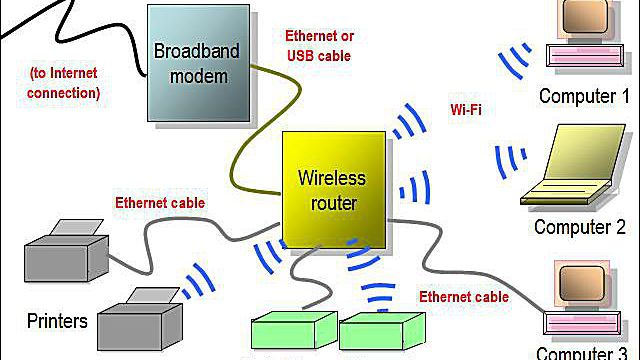 Broadband
modem
Ethernet or
USB cable
(to Internet
connection)
Wi-Fi
Computer 1
Wireless
router
Ethernet cable
Computer 2
Printers
Ethernet cable
Computer 3